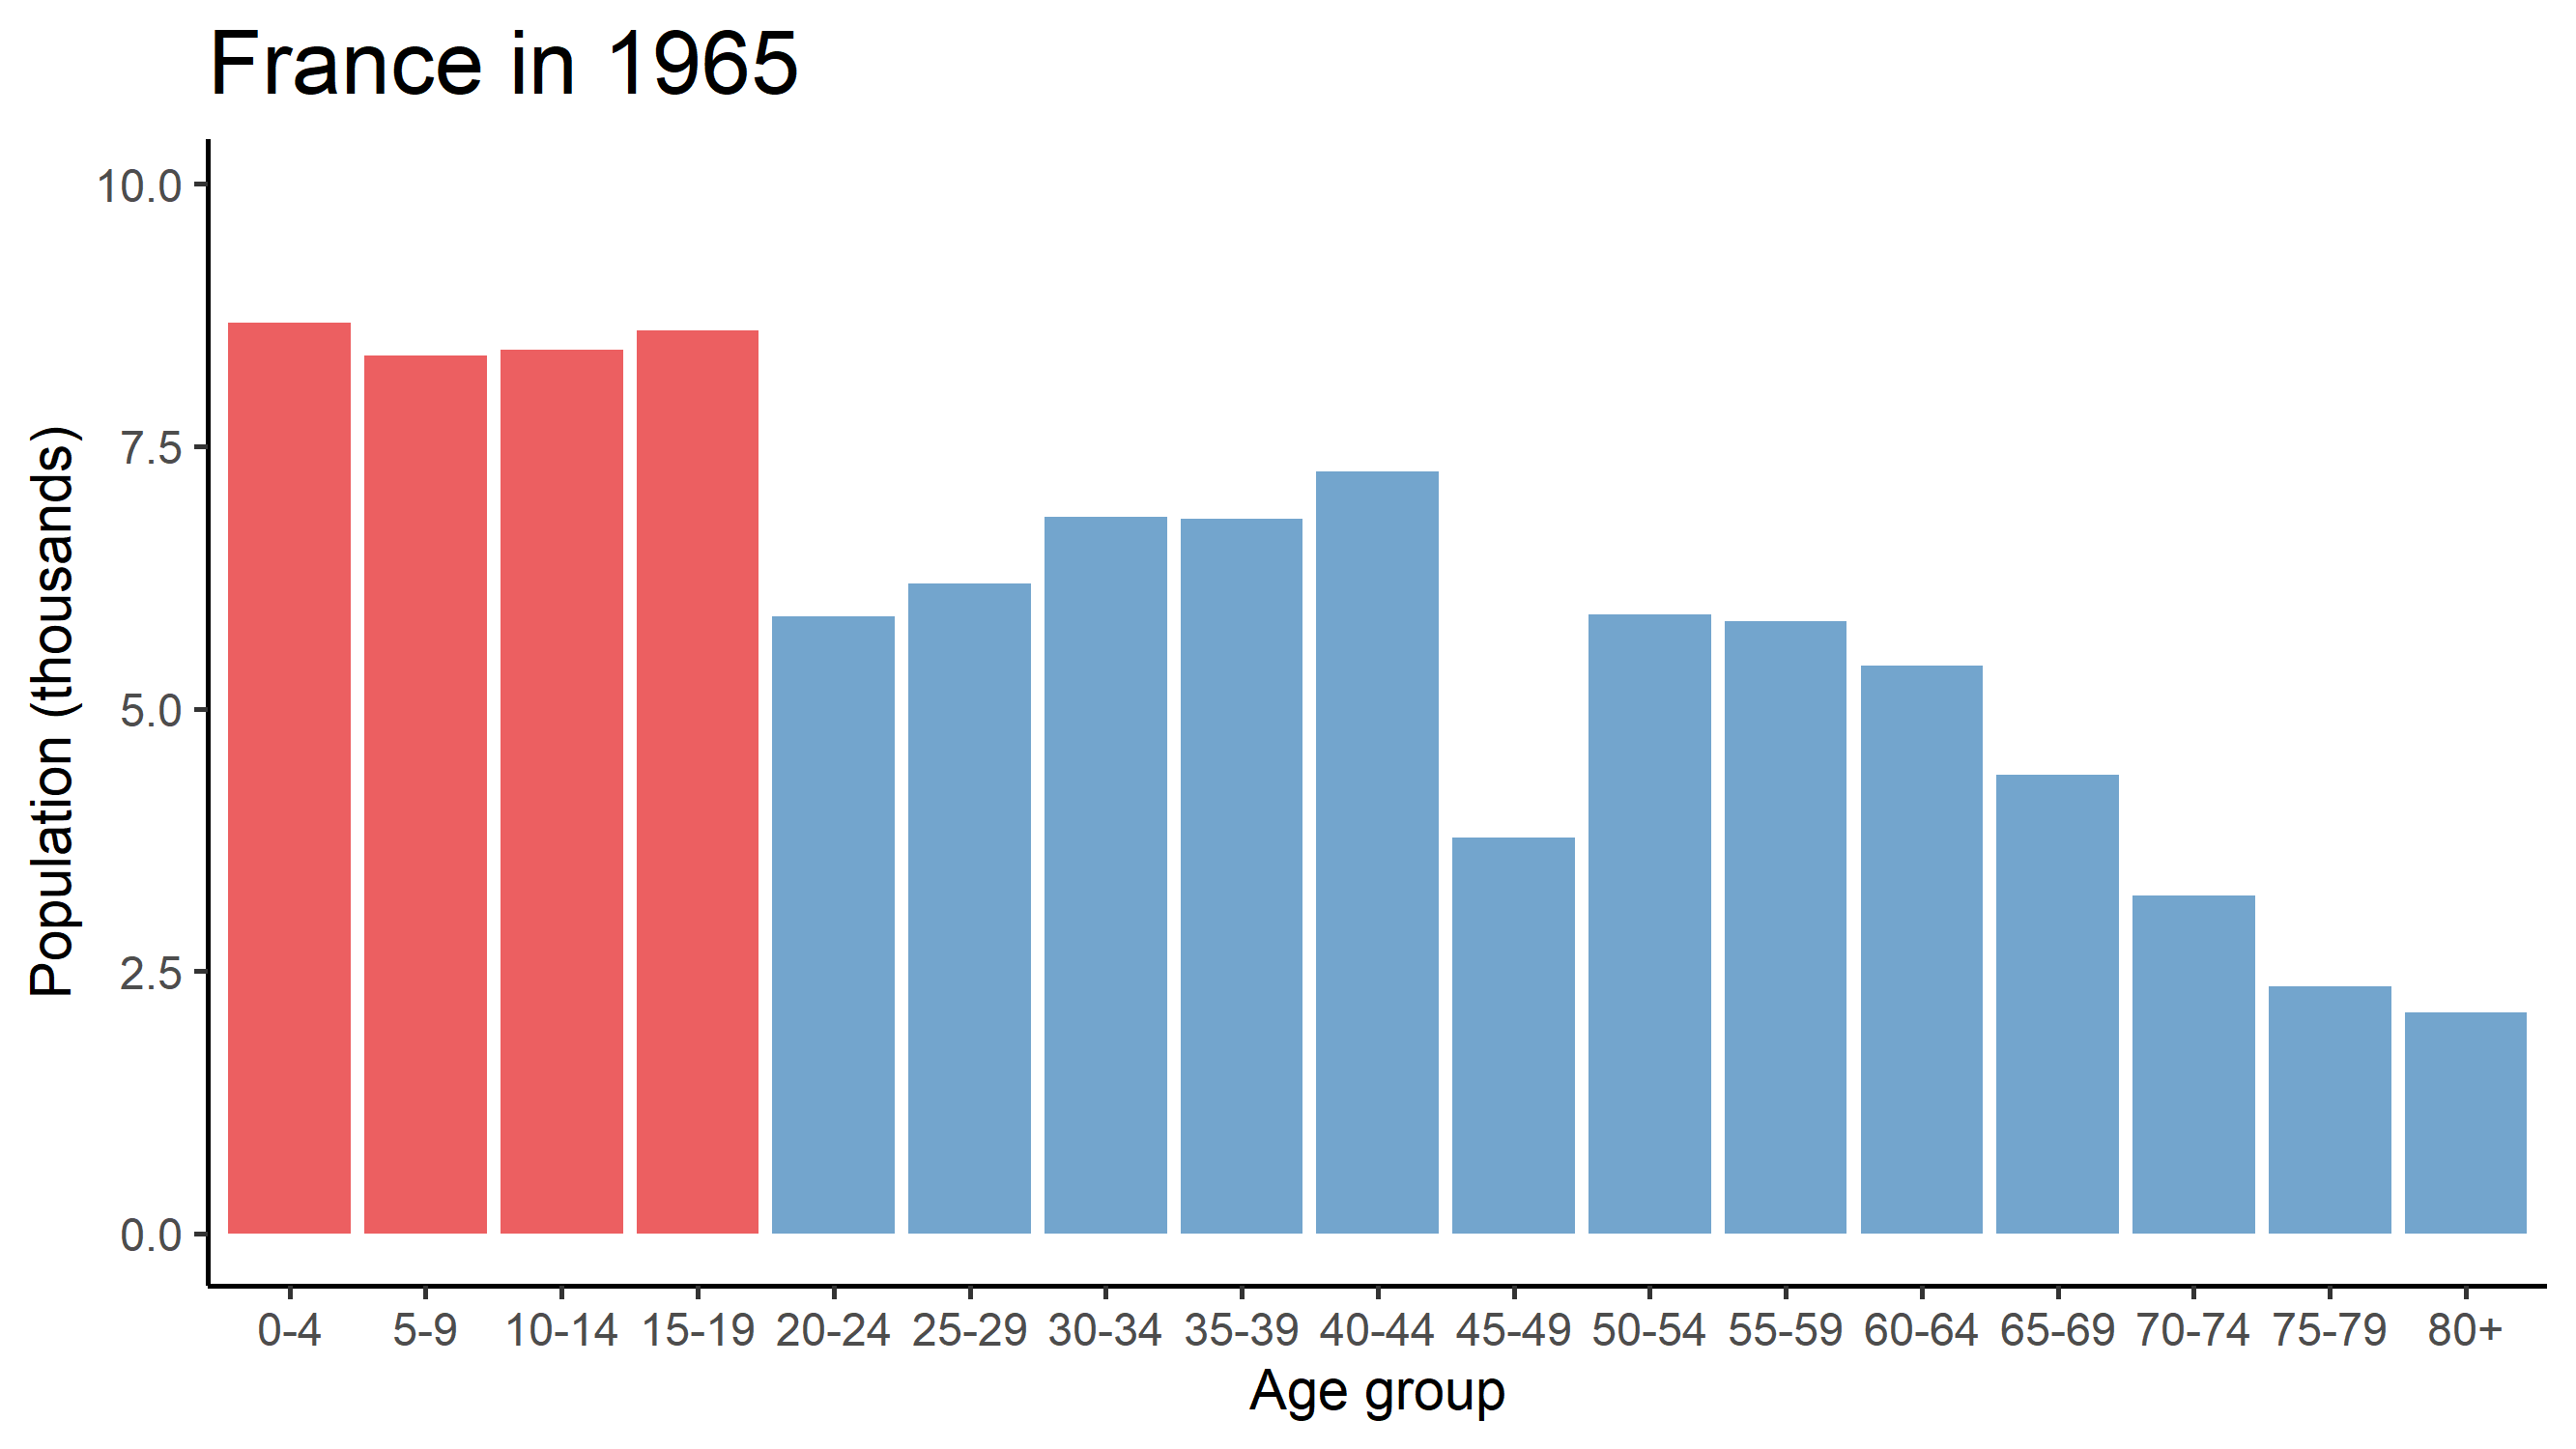 France in 1965
Population (thousands)
10.0
7.5
5.0
2.5
0.0
0-4 5-9 10-14 15-19 20-24 25-29 30-34 35-39 40-44 45-49 50-54 55-59 60-64 65-69 70-74 75-79 80+
Age group